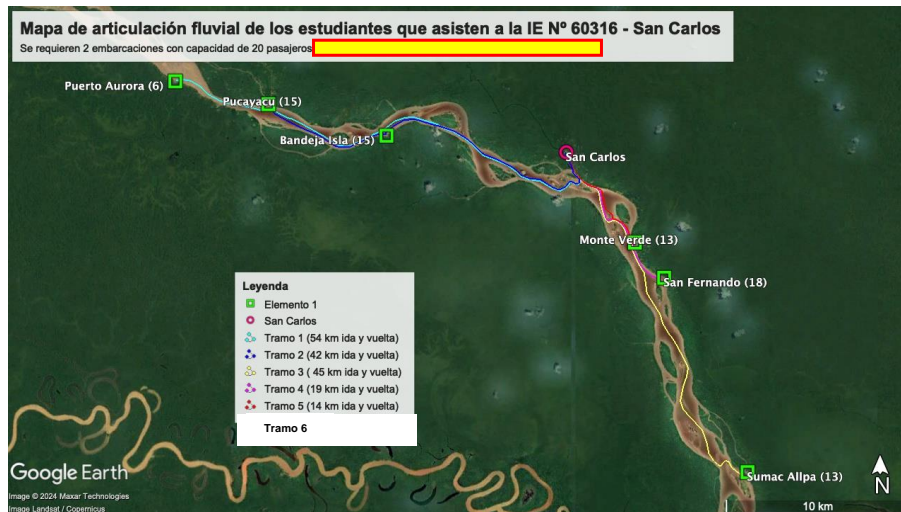 Mapa de articulación fluvial de los estudiantes que asisten a la IE Nº 60316 - San Carlos
Se requieren 2 embarcaciones con capacidad de 20 pasajeros
Puerto Aurora (6)
Pucayacu (15)
Bandeja Isla (15)
San Carlos
Monte Verde (13)
San Fernando (18)
Leyenda
Elemento 1
San Carlos
Tramo 1 (54 km ida y vuelta)
Tramo 2 (42 km ida y vuelta)
Tramo 3 ( 45 km ida y vuelta)
Tramo 4 (19 km ida y vuelta)
Tramo 5 (14 km ida y vuelta)
Tramo 6
Google Earth
Sumac Allpa (13)
N
Image © 2024 Maxar Technologies
Image Landsat / Copernicus
10 km